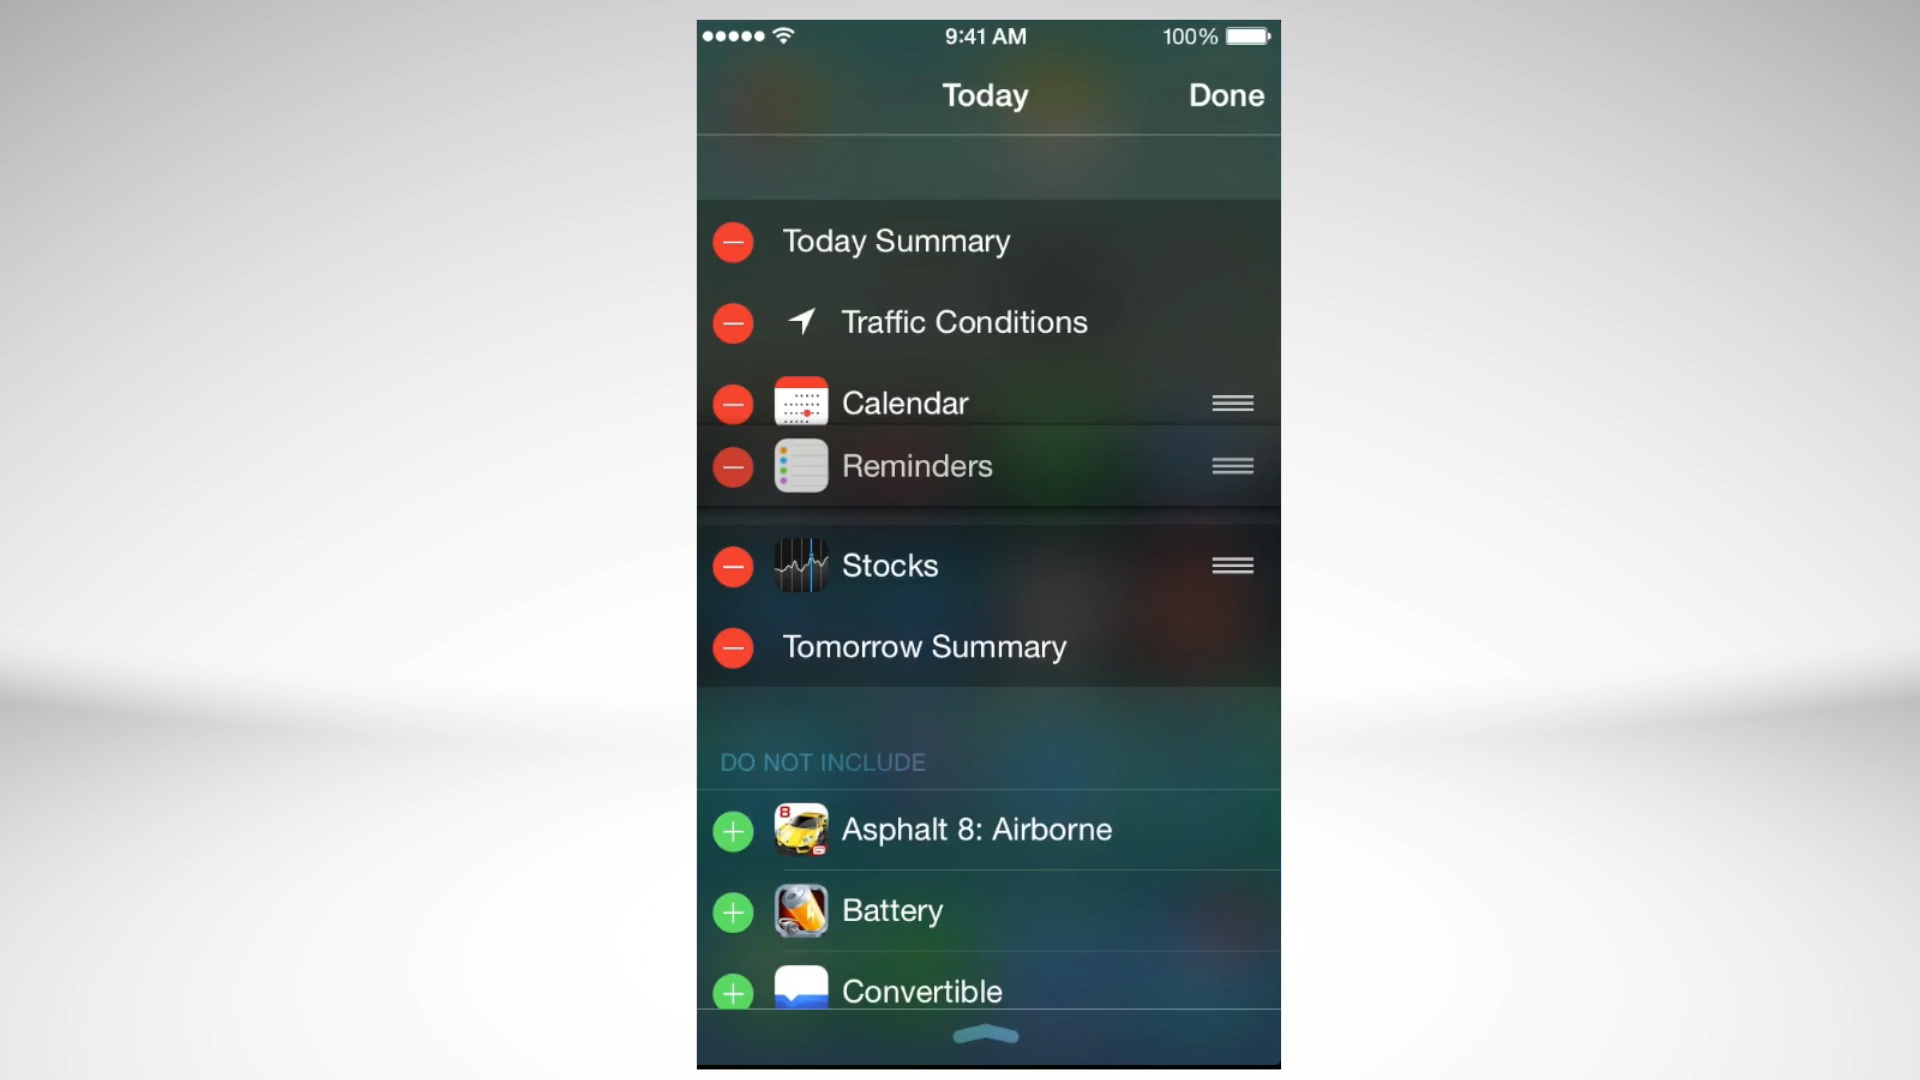 9:41 AM
100%
Today
Done
Today Summary
Traffic Conditions
Calendar
Reminders
Stocks
Tomorrow Summary
DO NOT INCLUDE
8
Asphalt 8: Airborne
Battery
Convertible